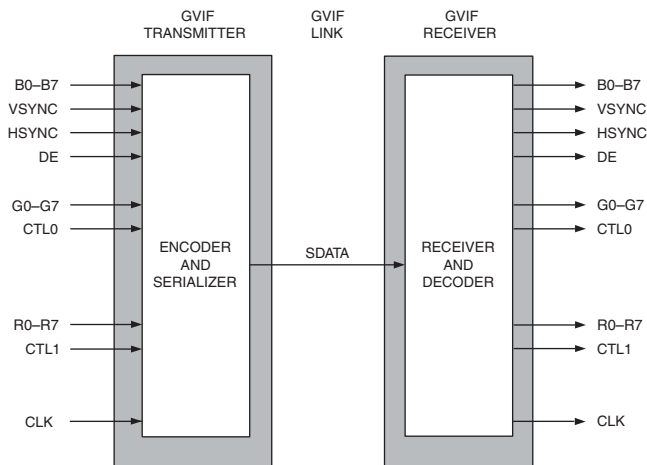 GVIF
TRANSMITTER
GVIF
LINK
GVIF
RECEIVER
B0–B7
VSYNC
HSYNC
DE
G0–G7
CTL0
R0–R7
CTL1
CLK
ENCODER
AND
SERIALIZER
SDATA
RECEIVER
AND
DECODER
B0–B7
VSYNC
HSYNC
DE
G0–G7
CTL0
R0–R7
CTL1
CLK